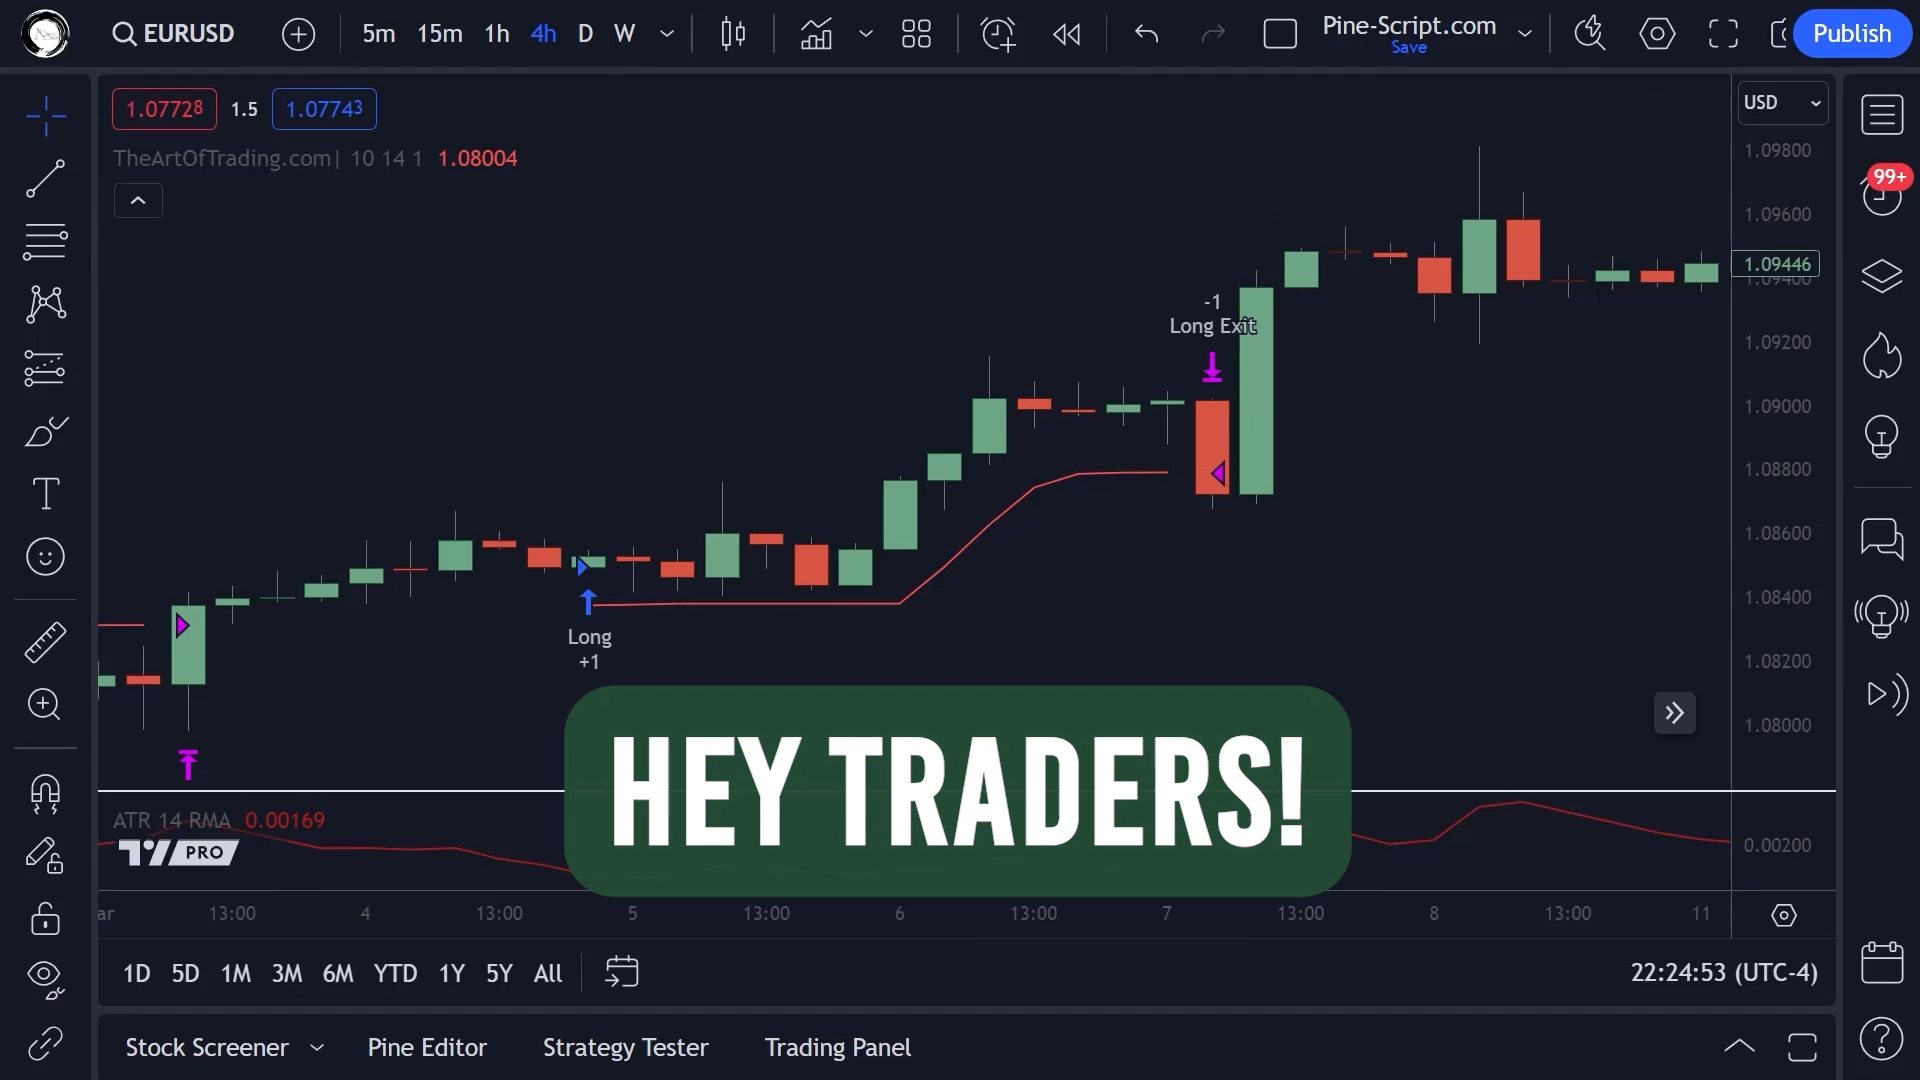 EURUSD
5m 15m 1h 4h D W
Pine-Script.com
Save
Publish
1.07728 1.5 1.07743
USD
TheArtOfTrading.com| 10 14 1 1.08004
99+
1.09800
1.09600
1.09446
1.09400
1.09200
1.09000
1.08800
1.08600
1.08400
1.08200
1.08000
-1
Long Exit
Long
+1
HEY TRADERS!
ATR 14 RMA 0.00169
PRO
0.00200
ar 13:00 4 13:00 5 13:00 6 13:00 7 13:00 8 13:00 11
1D 5D 1M 3M 6M YTD 1Y 5Y All
22:24:53 (UTC-4)
Stock Screener Pine Editor Strategy Tester Trading Panel